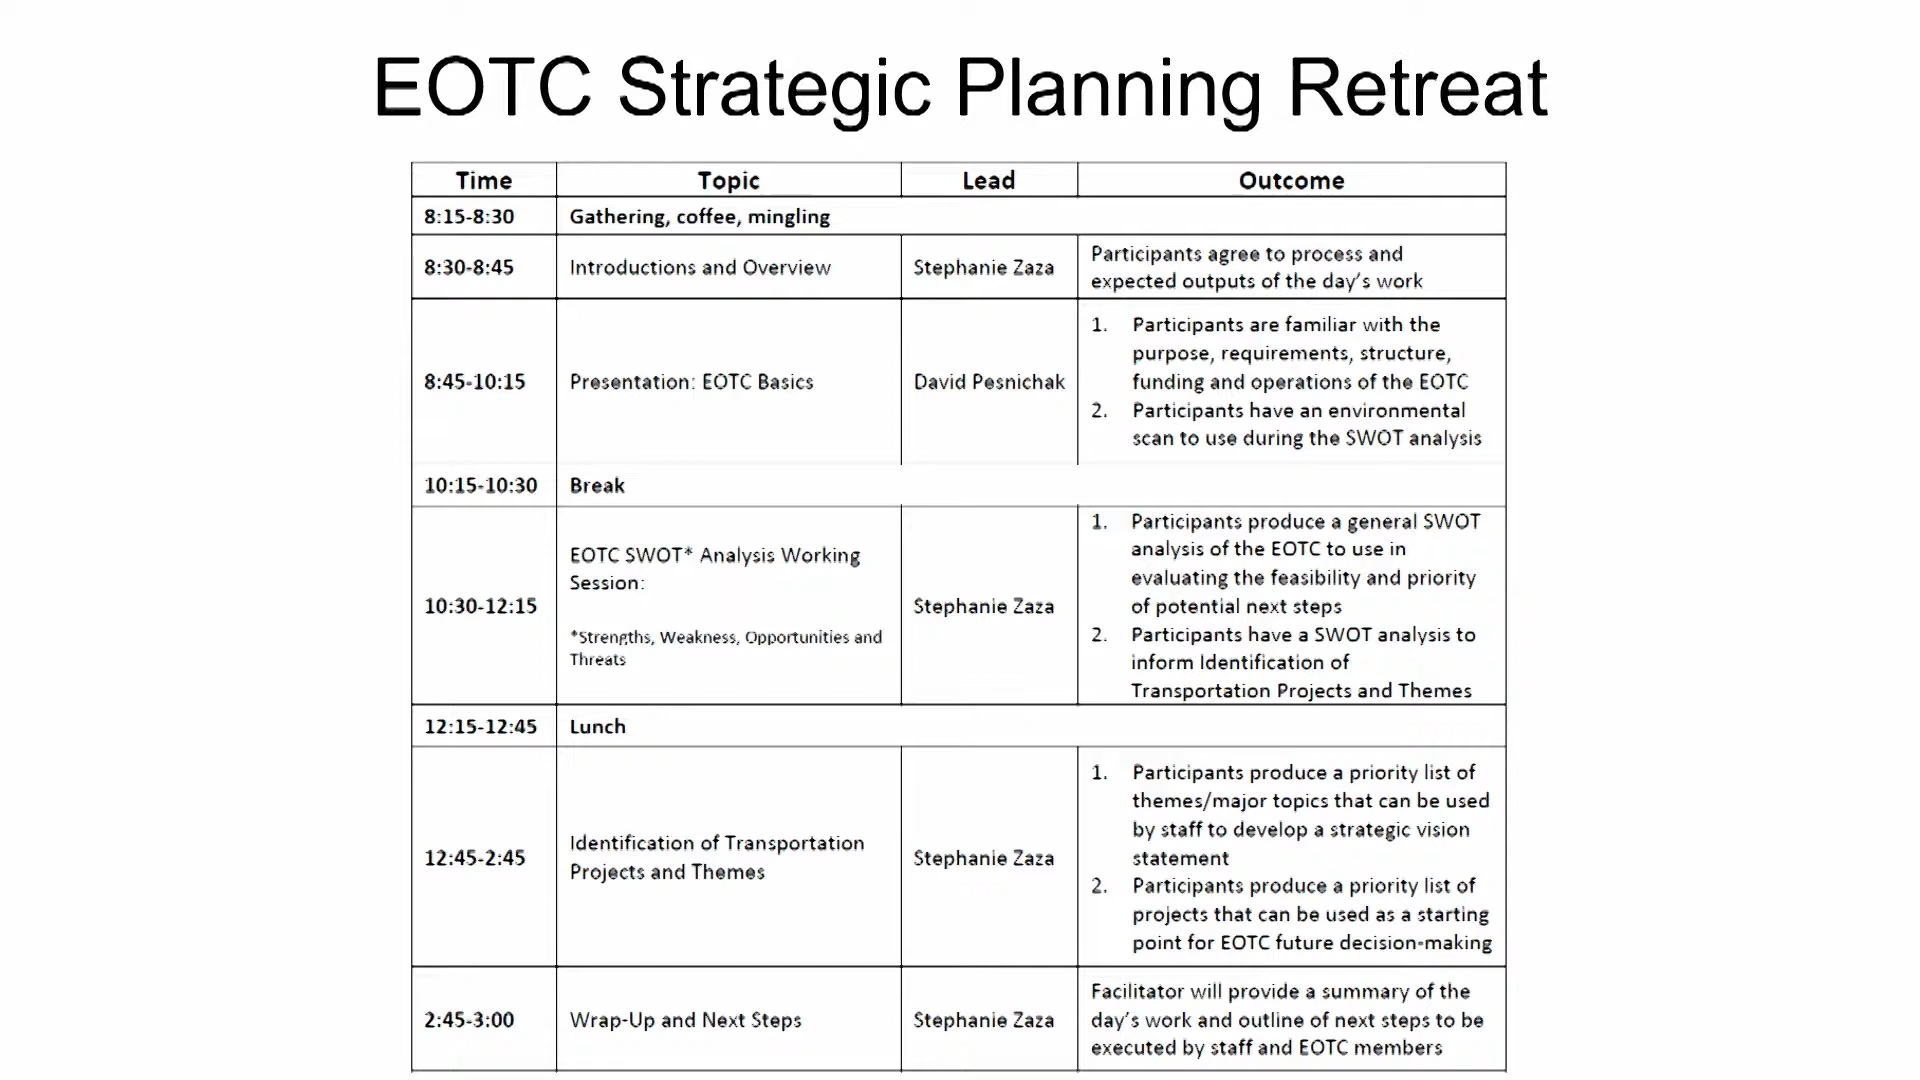 EOTC Strategic Planning Retreat
Time Topic Lead Outcome
8:15-8:30 Gathering, coffee, mingling
8:30-8:45 Introductions and Overview Stephanie Zaza Participants agree to process and
expected outputs of the day's work
8:45-10:15 Presentation: EOTC Basics David Pesnichak 1. Participants are familiar with the
purpose, requirements, structure,
funding and operations of the EOTC
2. Participants have an environmental
scan to use during the SWOT analysis
10:15-10:30 Break
10:30-12:15 EOTC SWOT* Analysis Working
Session:
*Strengths, Weakness, Opportunities and
Threats
Stephanie Zaza
1. Participants produce a general SWOT
analysis of the EOTC to use in
evaluating the feasibility and priority
of potential next steps
2. Participants have a SWOT analysis to
inform Identification of
Transportation Projects and Themes
12:15-12:45 Lunch
12:45-2:45 Identification of Transportation
Projects and Themes
Stephanie Zaza
1. Participants produce a priority list of
themes/major topics that can be used
by staff to develop a strategic vision
statement
2. Participants produce a priority list of
projects that can be used as a starting
point for EOTC future decision-making
2:45-3:00 Wrap-Up and Next Steps Stephanie Zaza Facilitator will provide a summary of the
day's work and outline of next steps to be
executed by staff and EOTC members